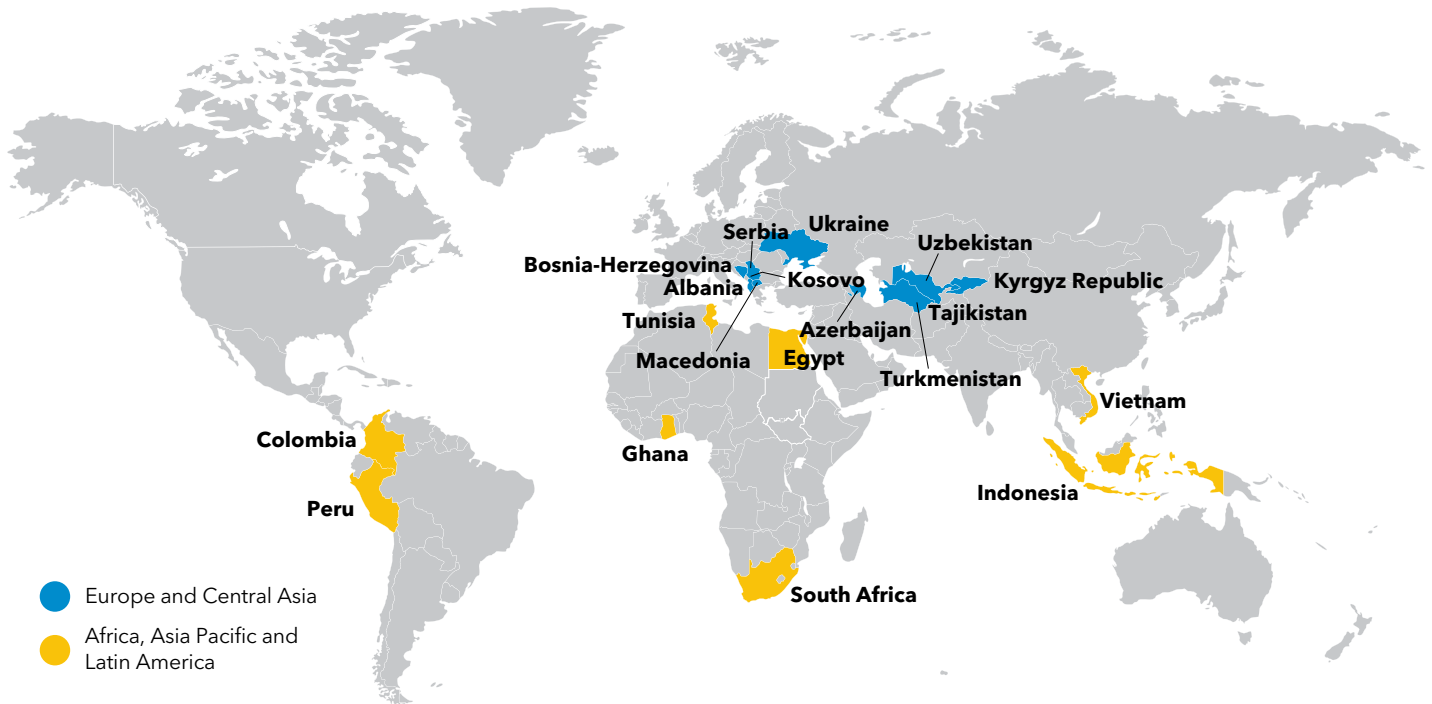 Ukraine
Serbia
Uzbekistan
Bosnia-Herzegovina
Kosovo
Kyrgyz Republic
Albania
Tajikistan
Tunisia
Azerbaijan
Macedonia
Egypt
Turkmenistan
Vietnam
Colombia
Ghana
Indonesia
Peru
South Africa
Europe and Central Asia
Africa, Asia Pacific and
Latin America